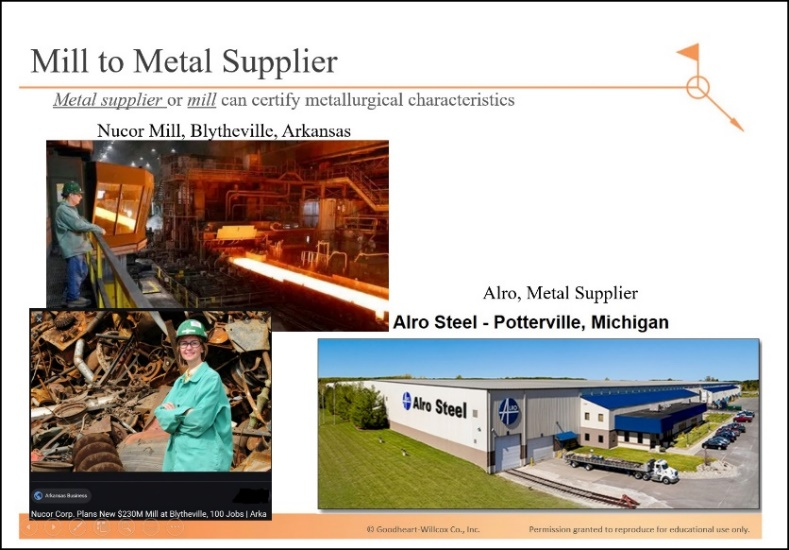 Mill to Metal Supplier
Metal supplier or mill can certify metallurgical characteristics
Nucor Mill, Blytheville, Arkansas
Alro, Metal Supplier
Alro Steel - Potterville, Michigan
Alro Steel
ALRO
Arkansas Business
Nucor Corp. Plans New $230M Mill at Blytheville, 100 Jobs | Arka
© Goodheart-Willcox Co., Inc.
Permission granted to reproduce for educational use only.